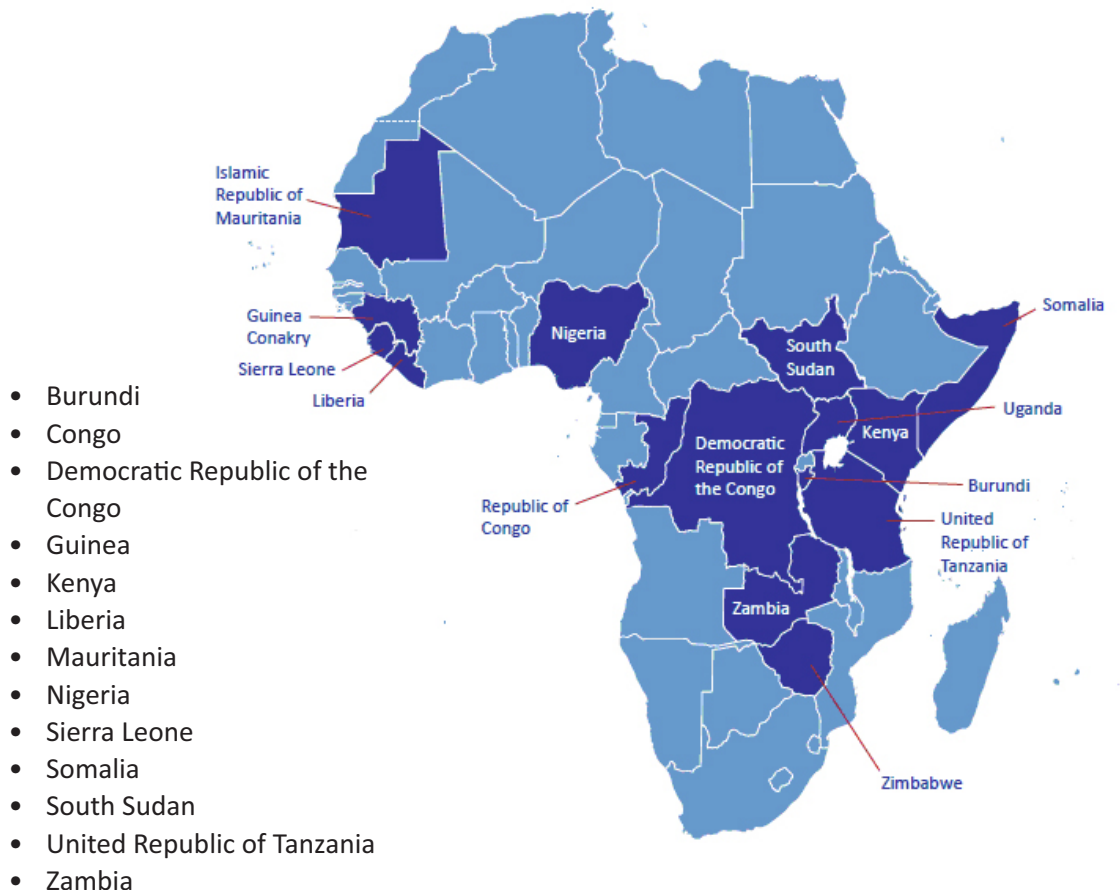 Islamic
Republic of
Mauritania
Guinea
Conakry
Sierra Leone
Liberia
Nigeria
South
Sudan
Somalia
Uganda
Kenya
Democratic
Republic of
the Congo
Burundi
Republic of
Congo
United
Republic of
Tanzania
Zambia
Zimbabwe
• Burundi
• Congo
• Democratic Republic of the
Congo
• Guinea
• Kenya
• Liberia
• Mauritania
• Nigeria
• Sierra Leone
• Somalia
• South Sudan
• United Republic of Tanzania
• Zambia